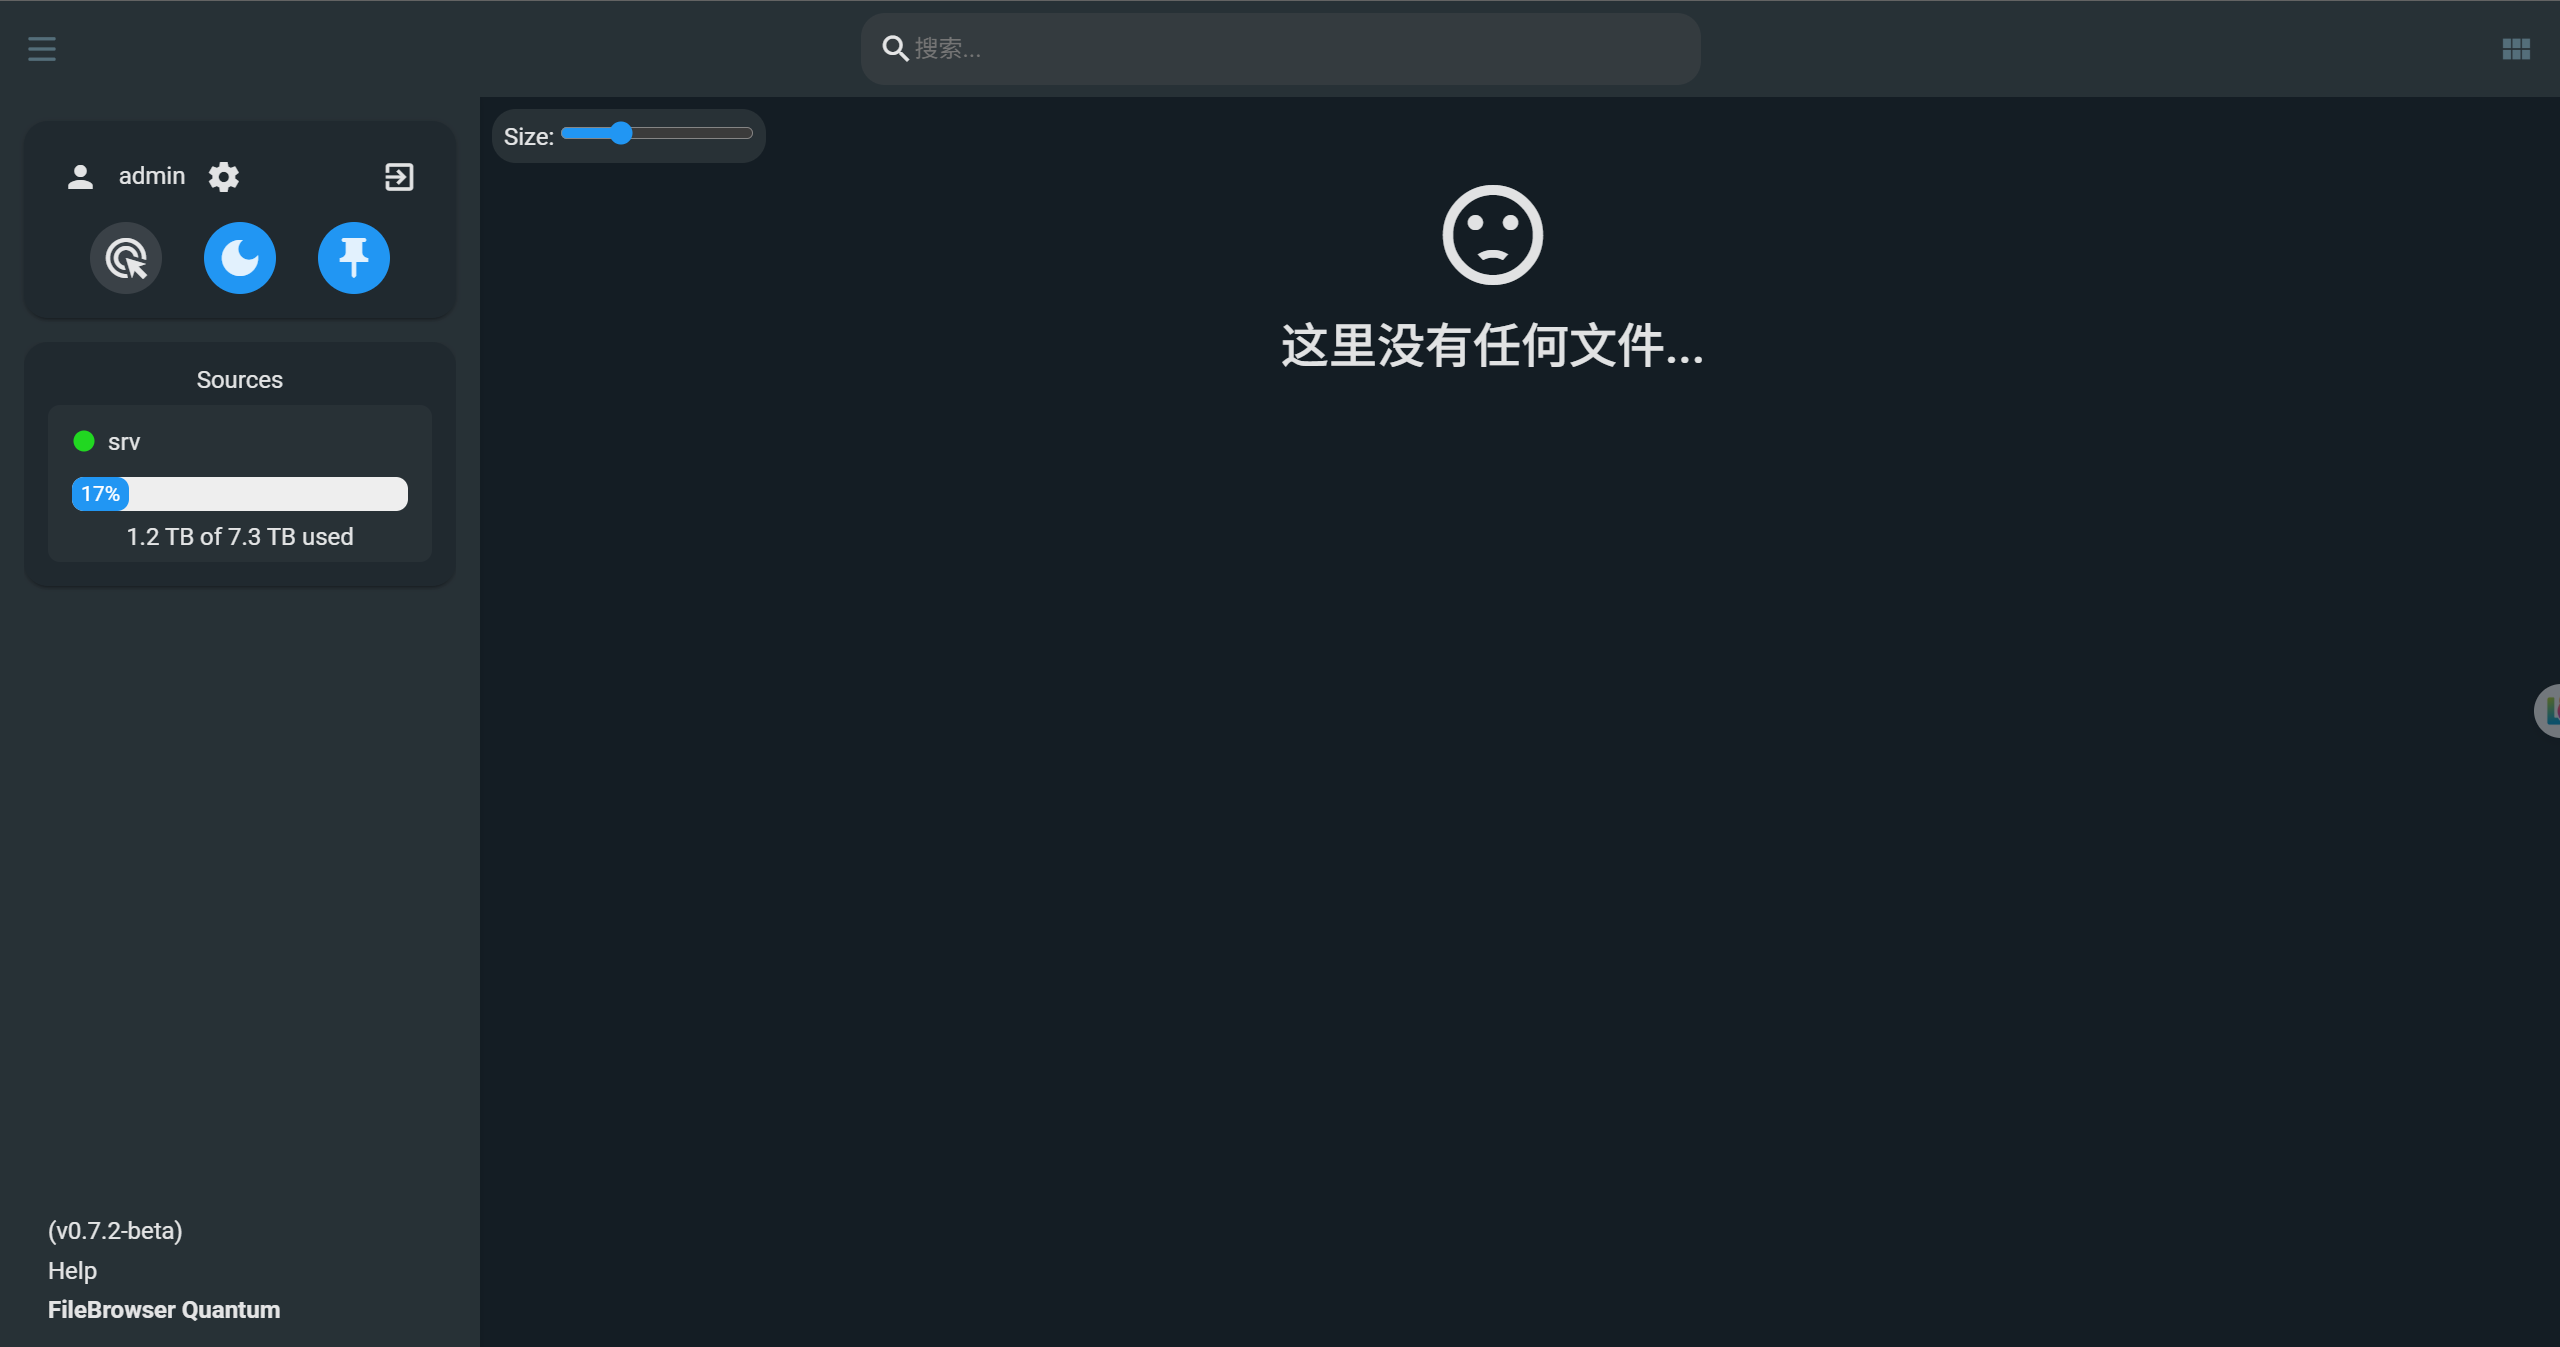 搜索...
admin
Size:
这里没有任何文件...
Sources
srv
17%
1.2 TB of 7.3 TB used
(v0.7.2-beta)
Help
FileBrowser Quantum